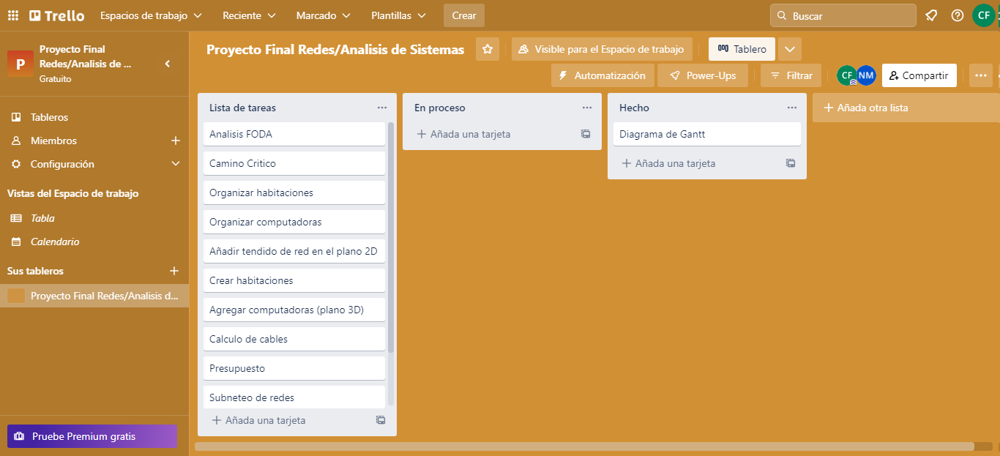 Trello
Espacios de trabajo
Reciente
Marcado
Plantillas
Crear
Buscar
CF
P
Proyecto Final
Redes/Analisis de ...
Gratuito
Tableros
Miembros
Configuración
Vistas del Espacio de trabajo
Tabla
Calendario
Sus tableros
Proyecto Final Redes/Analisis d...
Pruebe Premium gratis
Proyecto Final Redes/Analisis de Sistemas
Visible para el Espacio de trabajo
Tablero
Automatización
Power-Ups
Filtrar
CF
NM
Compartir
Lista de tareas
Analisis FODA
Camino Critico
Organizar habitaciones
Organizar computadoras
Añadir tendido de red en el plano 2D
Crear habitaciones
Agregar computadoras (plano 3D)
Calculo de cables
Presupuesto
Subneteo de redes
Añada una tarjeta
En proceso
Añada una tarjeta
Hecho
Diagrama de Gantt
Añada una tarjeta
Añada otra lista